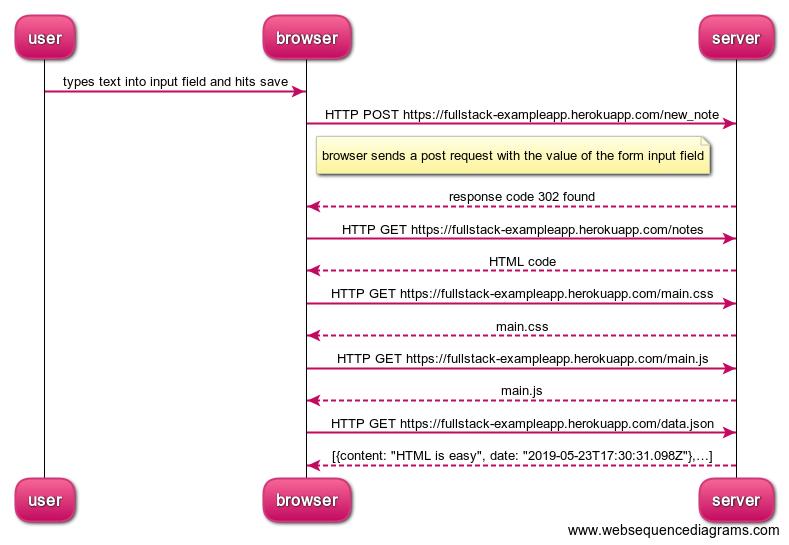 user browser server
types text into input field and hits save
HTTP POST https://fullstack-exampleapp.herokuapp.com/new_note
browser sends a post request with the value of the form input field
response code 302 found
HTTP GET https://fullstack-exampleapp.herokuapp.com/notes
HTML code
HTTP GET https://fullstack-exampleapp.herokuapp.com/main.css
main.css
HTTP GET https://fullstack-exampleapp.herokuapp.com/main.js
main.js
HTTP GET https://fullstack-exampleapp.herokuapp.com/data.json
[{content: "HTML is easy", date: "2019-05-23T17:30:31.098Z"},…]
user browser server
www.websequencediagrams.com